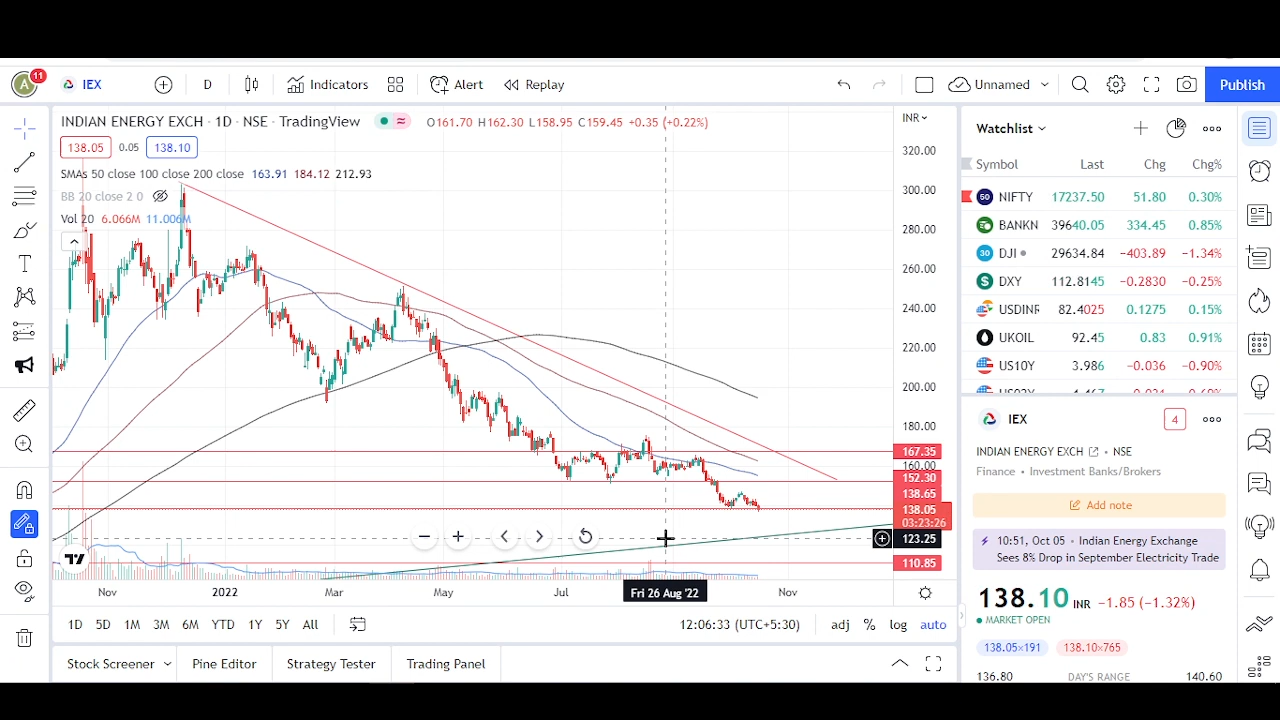 A 11 IEX D Indicators Alert Replay Unnamed Publish
INDIAN ENERGY EXCH · 1D · NSE · TradingView O161.70 H162.30 L158.95 C159.45 +0.35 (+0.22%)
138.05 0.05 138.10
SMAs 50 close 100 close 200 close 163.91 184.12 212.93
BB 20 close 2 0
Vol 20 6.066M 11.006M
INR
320.00
300.00
280.00
260.00
240.00
220.00
200.00
180.00
167.35
160.00
152.30
138.65
138.05
03:23:26
123.25
110.85
Nov 2022 Mar May Jul Fri 26 Aug '22 Nov
1D 5D 1M 3M 6M YTD 1Y 5Y All 12:06:33 (UTC+5:30) adj % log auto
Stock Screener Pine Editor Strategy Tester Trading Panel
Watchlist
Symbol Last Chg Chg%
50 NIFTY 17237.50 51.80 0.30%
BANKN 39640.05 334.45 0.85%
30 DJI 29634.84 −403.89 −1.34%
$ DXY 112.8145 −0.2830 −0.25%
USDINR 82.4025 0.1275 0.15%
UKOIL 92.45 0.83 0.91%
US10Y 3.986 −0.036 −0.90%
IEX 4
INDIAN ENERGY EXCH NSE
Finance • Investment Banks/Brokers
Add note
10:51, Oct 05 • Indian Energy Exchange
Sees 8% Drop in September Electricity Trade
138.10 INR −1.85 (−1.32%)
MARKET OPEN
138.05×191 138.10×765
136.80 DAY'S RANGE 140.60